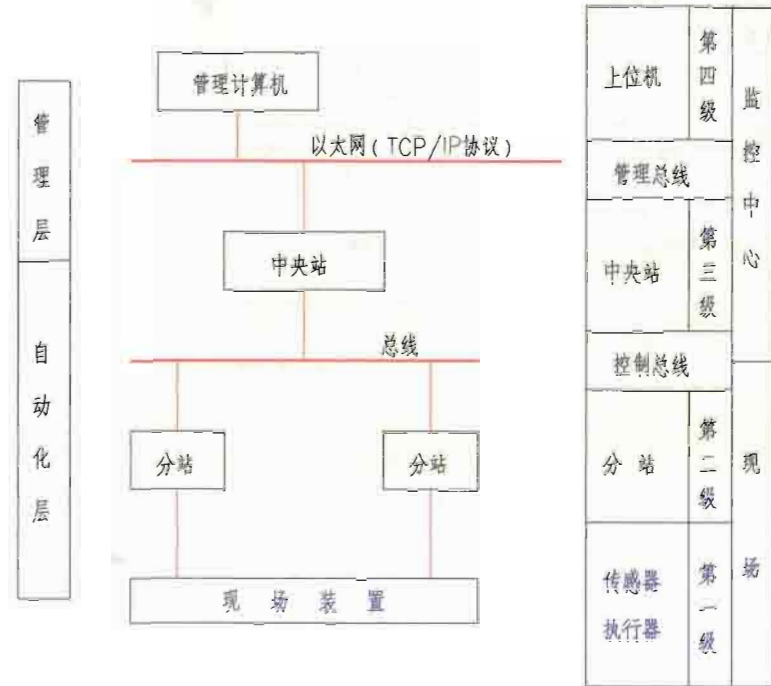 管理层
自动化层
管理计算机
以太网(TCP/IP协议)
中央站
总线
分站
分站
现场装置
上位机
第四级
管理总线
中央站
第三级
控制总线
分站
第二级
传感器
执行器
第一级
监控中心
现场